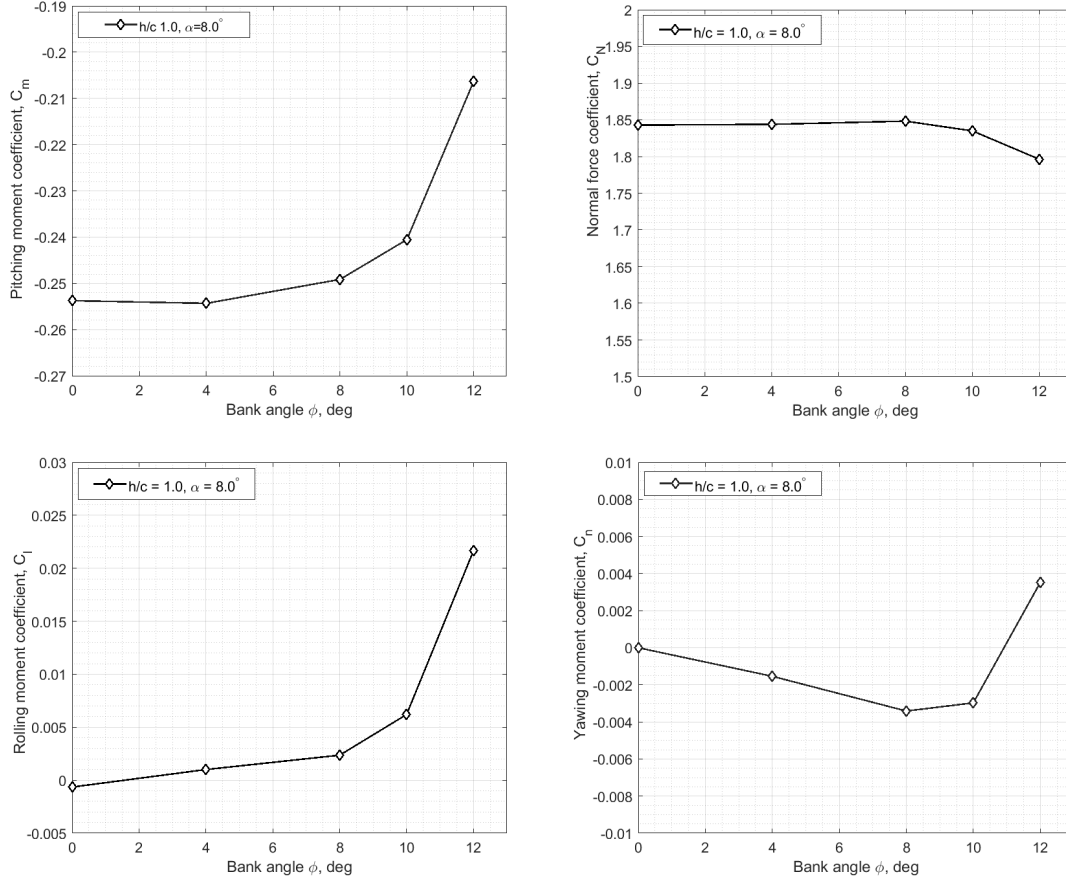 -0.19
-0.2
-0.21
-0.22
-0.23
-0.24
-0.25
-0.26
-0.27
Pitching moment coefficient, C_m
h/c 1.0, α=8.0°
0 2 4 6 8 10 12
Bank angle ϕ, deg
2
1.95
1.9
1.85
1.8
1.75
1.7
1.65
1.6
1.55
1.5
Normal force coefficient, C_N
h/c = 1.0, α = 8.0°
0 2 4 6 8 10 12
Bank angle ϕ, deg
0.03
0.025
0.02
0.015
0.01
0.005
0
-0.005
Rolling moment coefficient, C_l
h/c = 1.0, α = 8.0°
0 2 4 6 8 10 12
Bank angle ϕ, deg
0.01
0.008
0.006
0.004
0.002
0
-0.002
-0.004
-0.006
-0.008
-0.01
Yawing moment coefficient, C_n
h/c = 1.0, α = 8.0°
0 2 4 6 8 10 12
Bank angle ϕ, deg